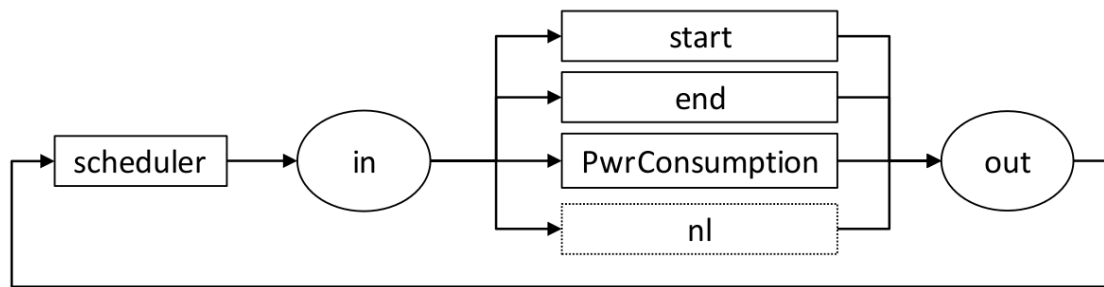 start
end
scheduler
in
PwrConsumption
out
nl